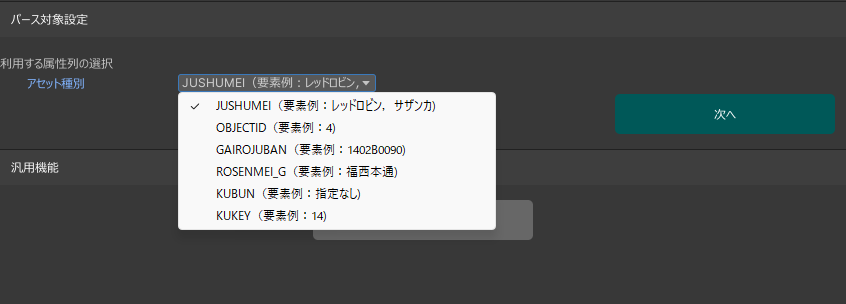 パース対象設定
利用する属性列の選択
アセット種別
JUSHUMEI（要素例：レッドロビン,
JUSHUMEI（要素例：レッドロビン, サザンカ)
OBJECTID（要素例：4)
GAIROJUBAN（要素例：1402B0090)
ROSENMEI_G（要素例：福西本通)
KUBUN（要素例：指定なし)
KUKEY（要素例：14)
次へ
汎用機能